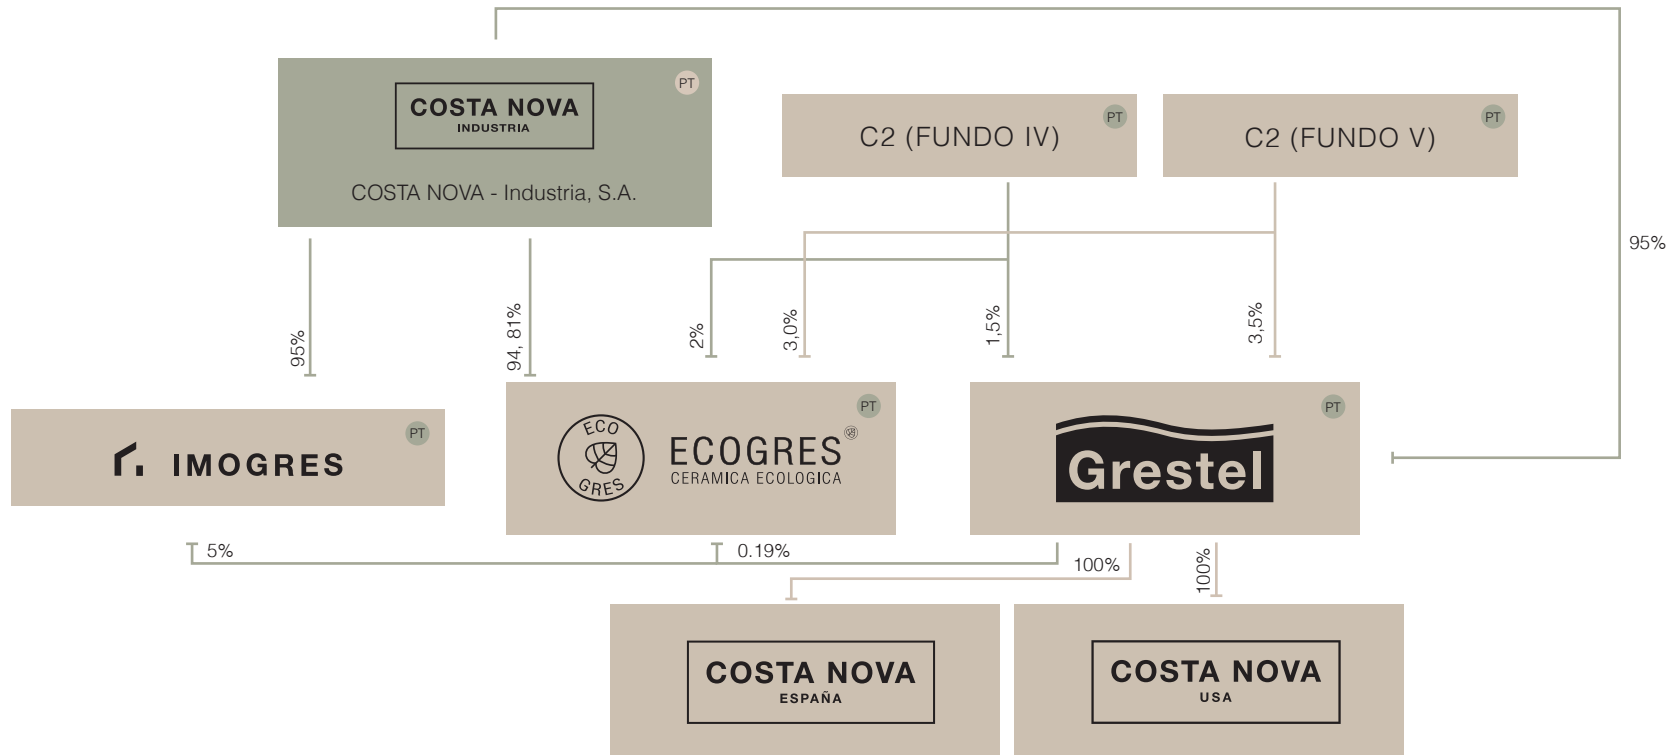 COSTA NOVA
INDUSTRIA
PT
COSTA NOVA - Industria, S.A.
C2 (FUNDO IV)
PT
C2 (FUNDO V)
PT
95%
95%
94, 81%
2%
3,0%
1,5%
3,5%
IMOGRES
PT
ECO
GRES
ECOGRES
CERAMICA ECOLOGICA
PT
Grestel
PT
5%
0.19%
100%
100%
COSTA NOVA
ESPAÑA
COSTA NOVA
USA